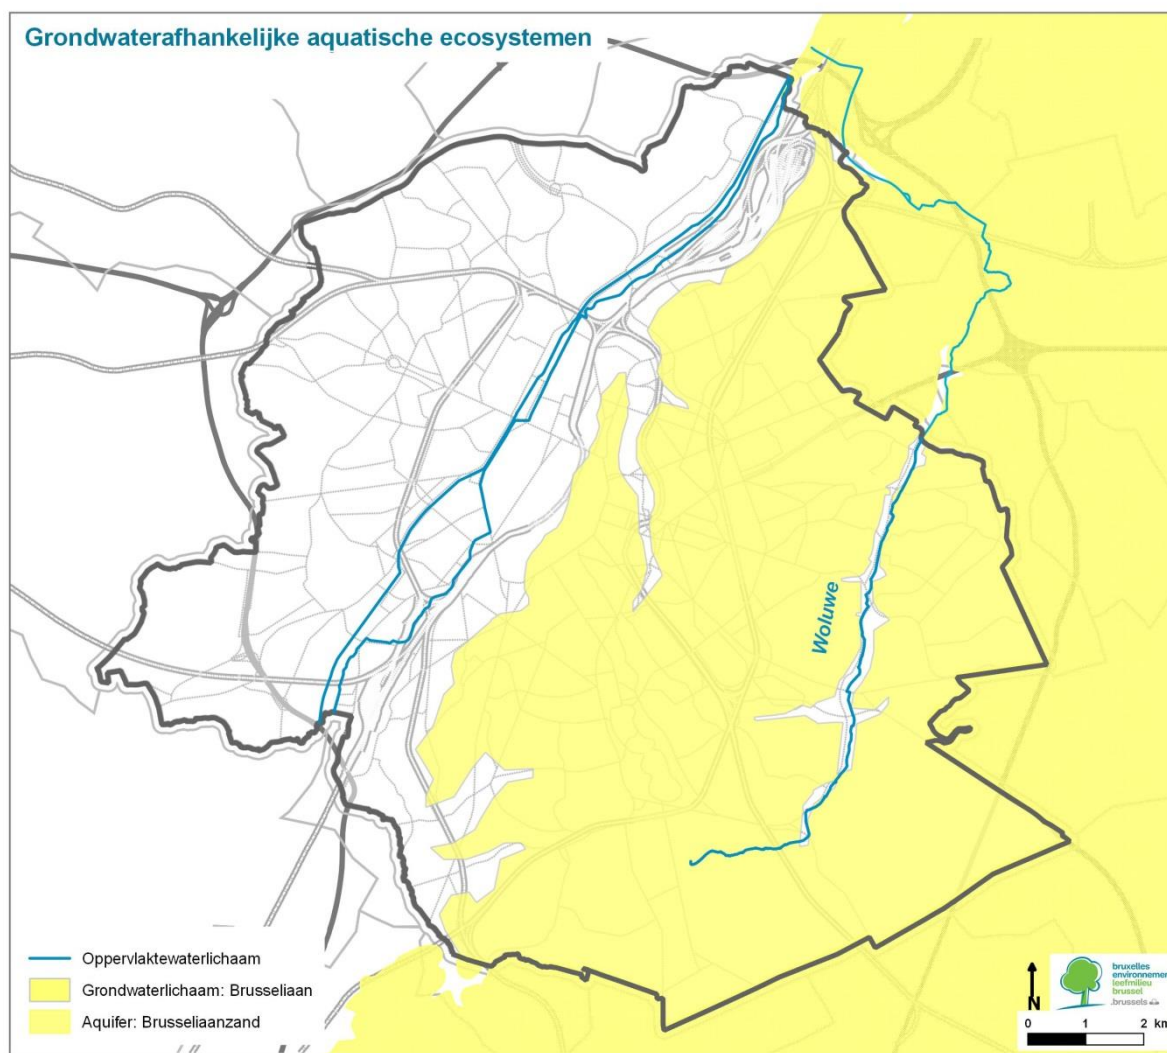 Grondwaterafhankelijke aquatische ecosystemen
Woluwe
Oppervlaktewaterlichaam
Grondwaterlichaam: Brusseliaan
Aquifer: Brusseliaanzand
N
bruxelles
environnement
leefmilieu
brussel
.brussels
0 1 2 km